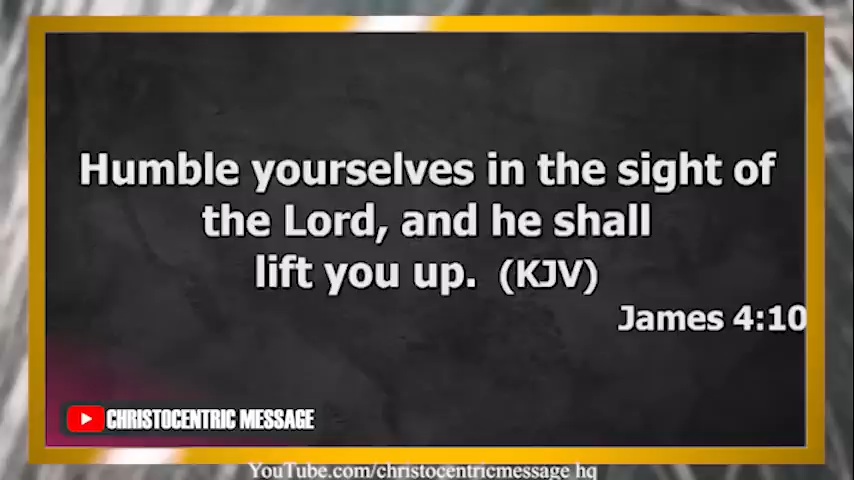 Humble yourselves in the sight of
the Lord, and he shall
lift you up. (KJV)
James 4:10
CHRISTOCENTRIC MESSAGE
YouTube.com/christocentricmessage hq